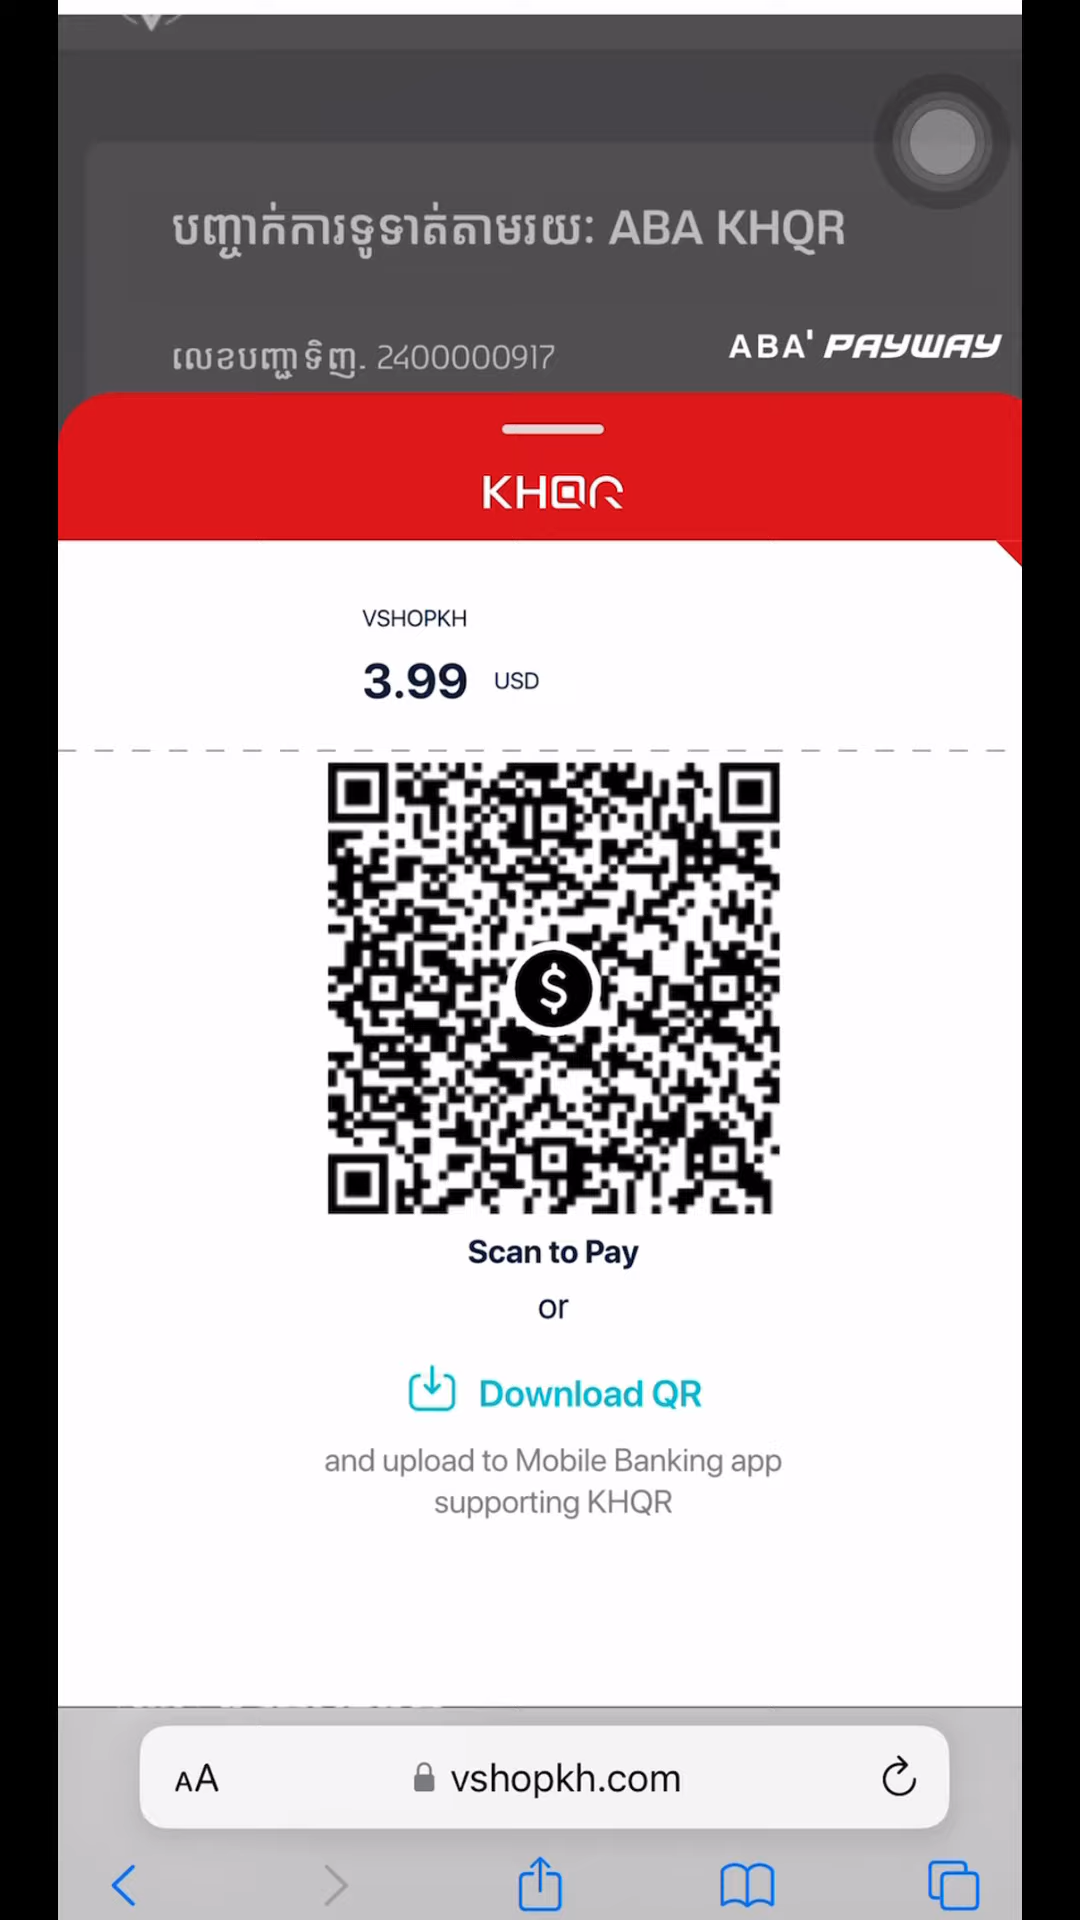 បញ្ជាក់ការទូទាត់តាមរយៈ ABA KHQR
លេខបញ្ជាទិញ. 2400000917
ABA' PAYWAY
KHQR
VSHOPKH
3.99 USD
$
Scan to Pay
or
Download QR
and upload to Mobile Banking app
supporting KHQR
AA
vshopkh.com